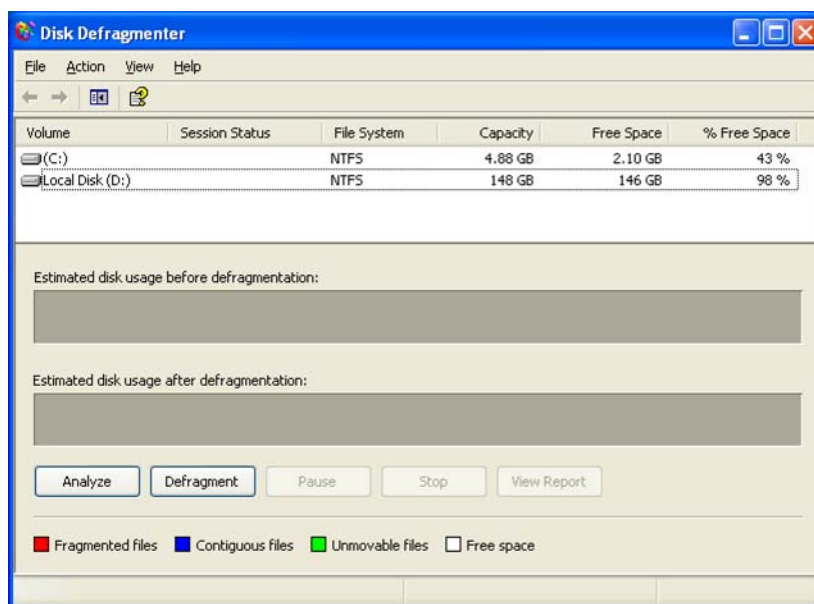 Disk Defragmenter
File Action View Help
Volume Session Status File System Capacity Free Space % Free Space
(C:) NTFS 4.88 GB 2.10 GB 43 %
Local Disk (D:) NTFS 148 GB 146 GB 98 %
Estimated disk usage before defragmentation:
Estimated disk usage after defragmentation:
Analyze Defragment Pause Stop View Report
Fragmented files Contiguous files Unmovable files Free space